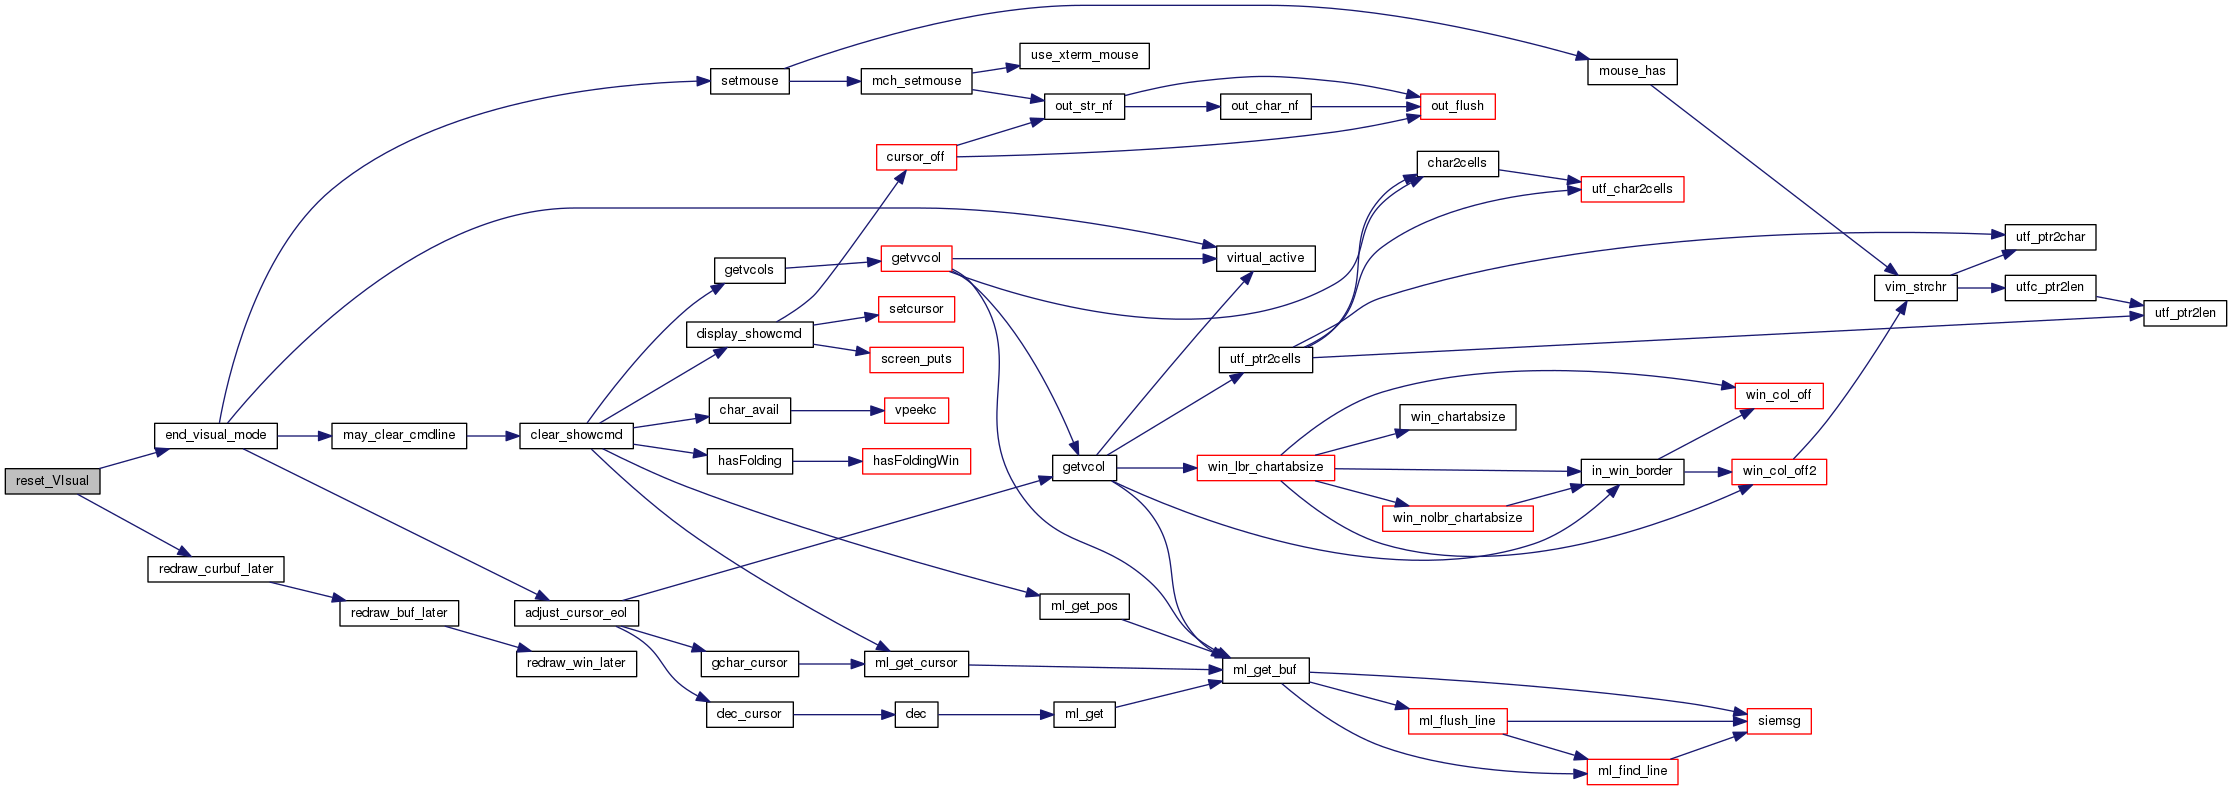 reset_VIsual
end_visual_mode
redraw_curbuf_later
may_clear_cmdline
redraw_buf_later
clear_showcmd
adjust_cursor_eol
redraw_win_later
setmouse
getvcols
display_showcmd
char_avail
hasFolding
gchar_cursor
dec_cursor
mch_setmouse
cursor_off
getvvcol
setcursor
screen_puts
vpeekc
hasFoldingWin
ml_get_cursor
dec
use_xterm_mouse
out_str_nf
getvcol
ml_get_pos
ml_get
out_char_nf
virtual_active
utf_ptr2cells
win_lbr_chartabsize
ml_get_buf
out_flush
char2cells
win_chartabsize
win_nolbr_chartabsize
ml_flush_line
mouse_has
utf_char2cells
in_win_border
ml_find_line
win_col_off
win_col_off2
siemsg
vim_strchr
utf_ptr2char
utfc_ptr2len
utf_ptr2len